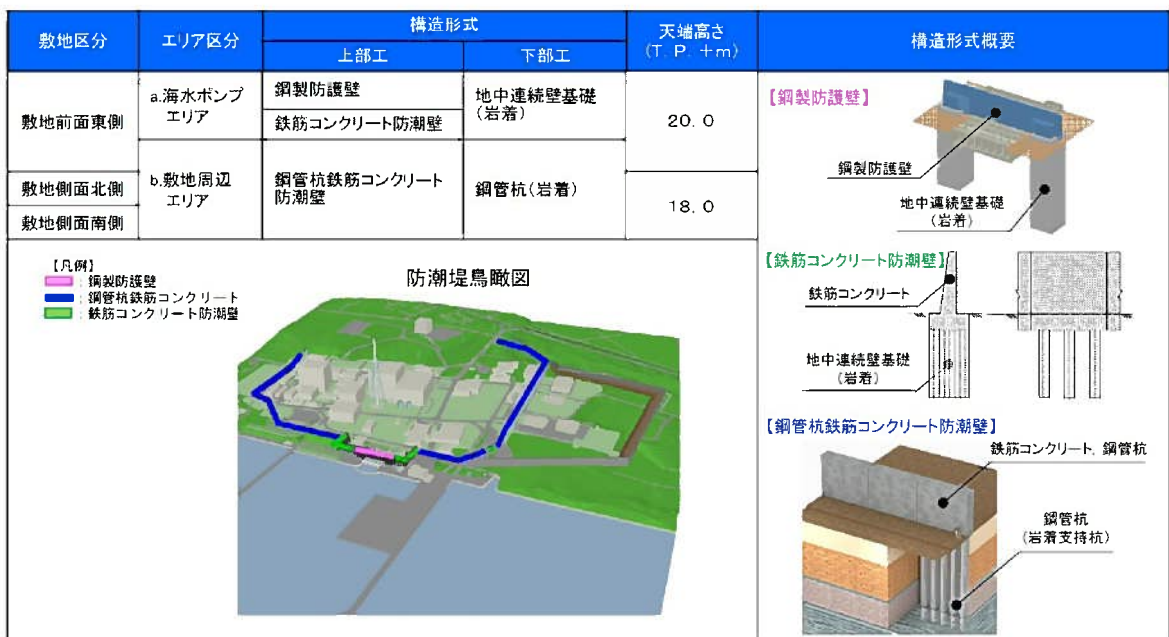 敷地区分
エリア区分
構造形式
上部工
下部工
天端高さ
(T. P. +m)
構造形式概要
敷地前面東側
a.海水ポンプ
エリア
鋼製防護壁
鉄筋コンクリート防潮壁
地中連続壁基礎
(岩着)
20. 0
敷地側面北側
敷地側面南側
b.敷地周辺
エリア
鋼管杭鉄筋コンクリート
防潮壁
鋼管杭(岩着)
18. 0
【凡例】
: 鋼製防護壁
: 鋼管杭鉄筋コンクリート
: 鉄筋コンクリート防潮壁
防潮堤鳥瞰図
【鋼製防護壁】
鋼製防護壁
地中連続壁基礎
(岩着)
【鉄筋コンクリート防潮壁】
鉄筋コンクリート
地中連続壁基礎
(岩着)
【鋼管杭鉄筋コンクリート防潮壁】
鉄筋コンクリート, 鋼管杭
鋼管杭
(岩着支持杭)